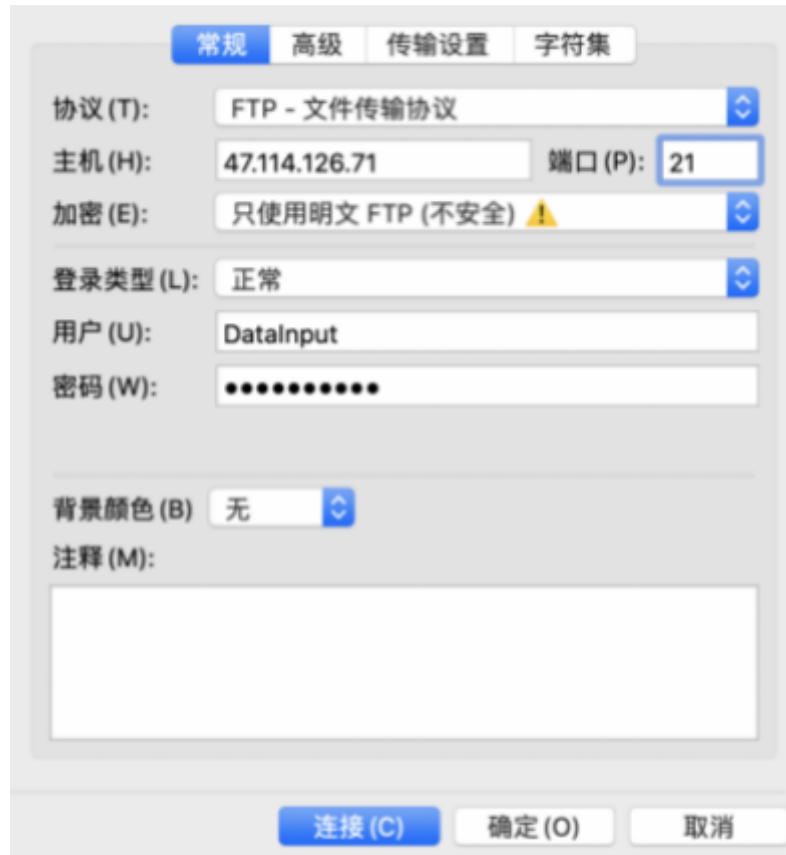 常规 高级 传输设置 字符集
协议(T): FTP - 文件传输协议
主机(H): 47.114.126.71 端口(P): 21
加密(E): 只使用明文 FTP (不安全)
登录类型(L): 正常
用户(U): DataInput
密码(W): ●●●●●●●●●●
背景颜色(B) 无
注释(M):
连接(C) 确定(O) 取消